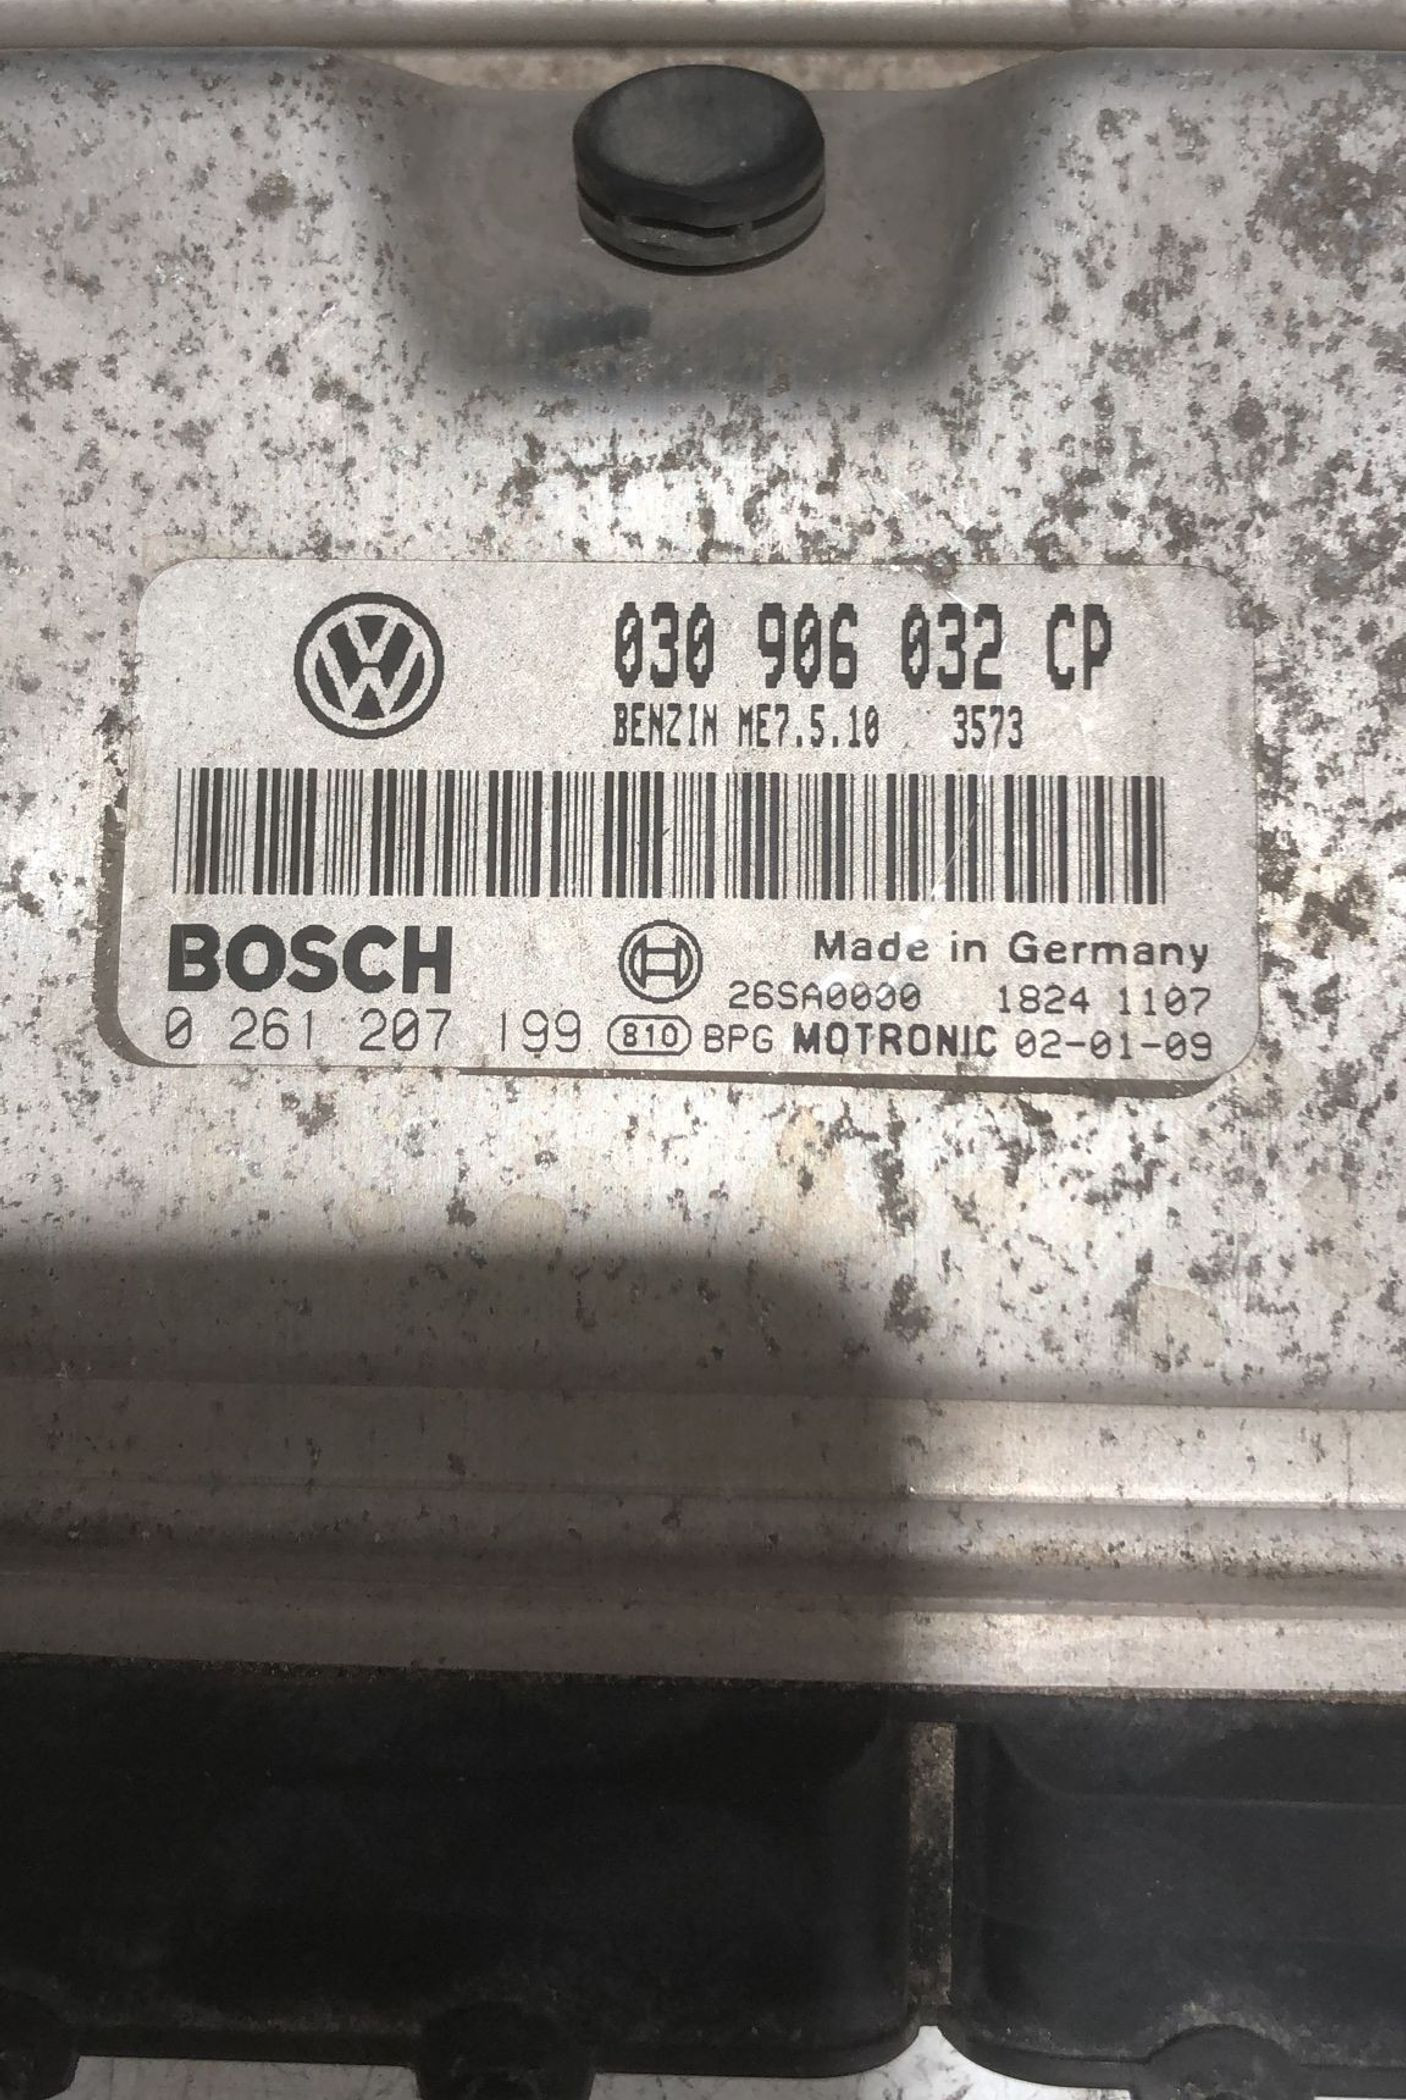 030 906 032 CP
BENZIN ME7.5.10 3573
BOSCH
Made in Germany
26SA0000 1824 1107
0 261 207 199 810 BPG MOTRONIC 02-01-09